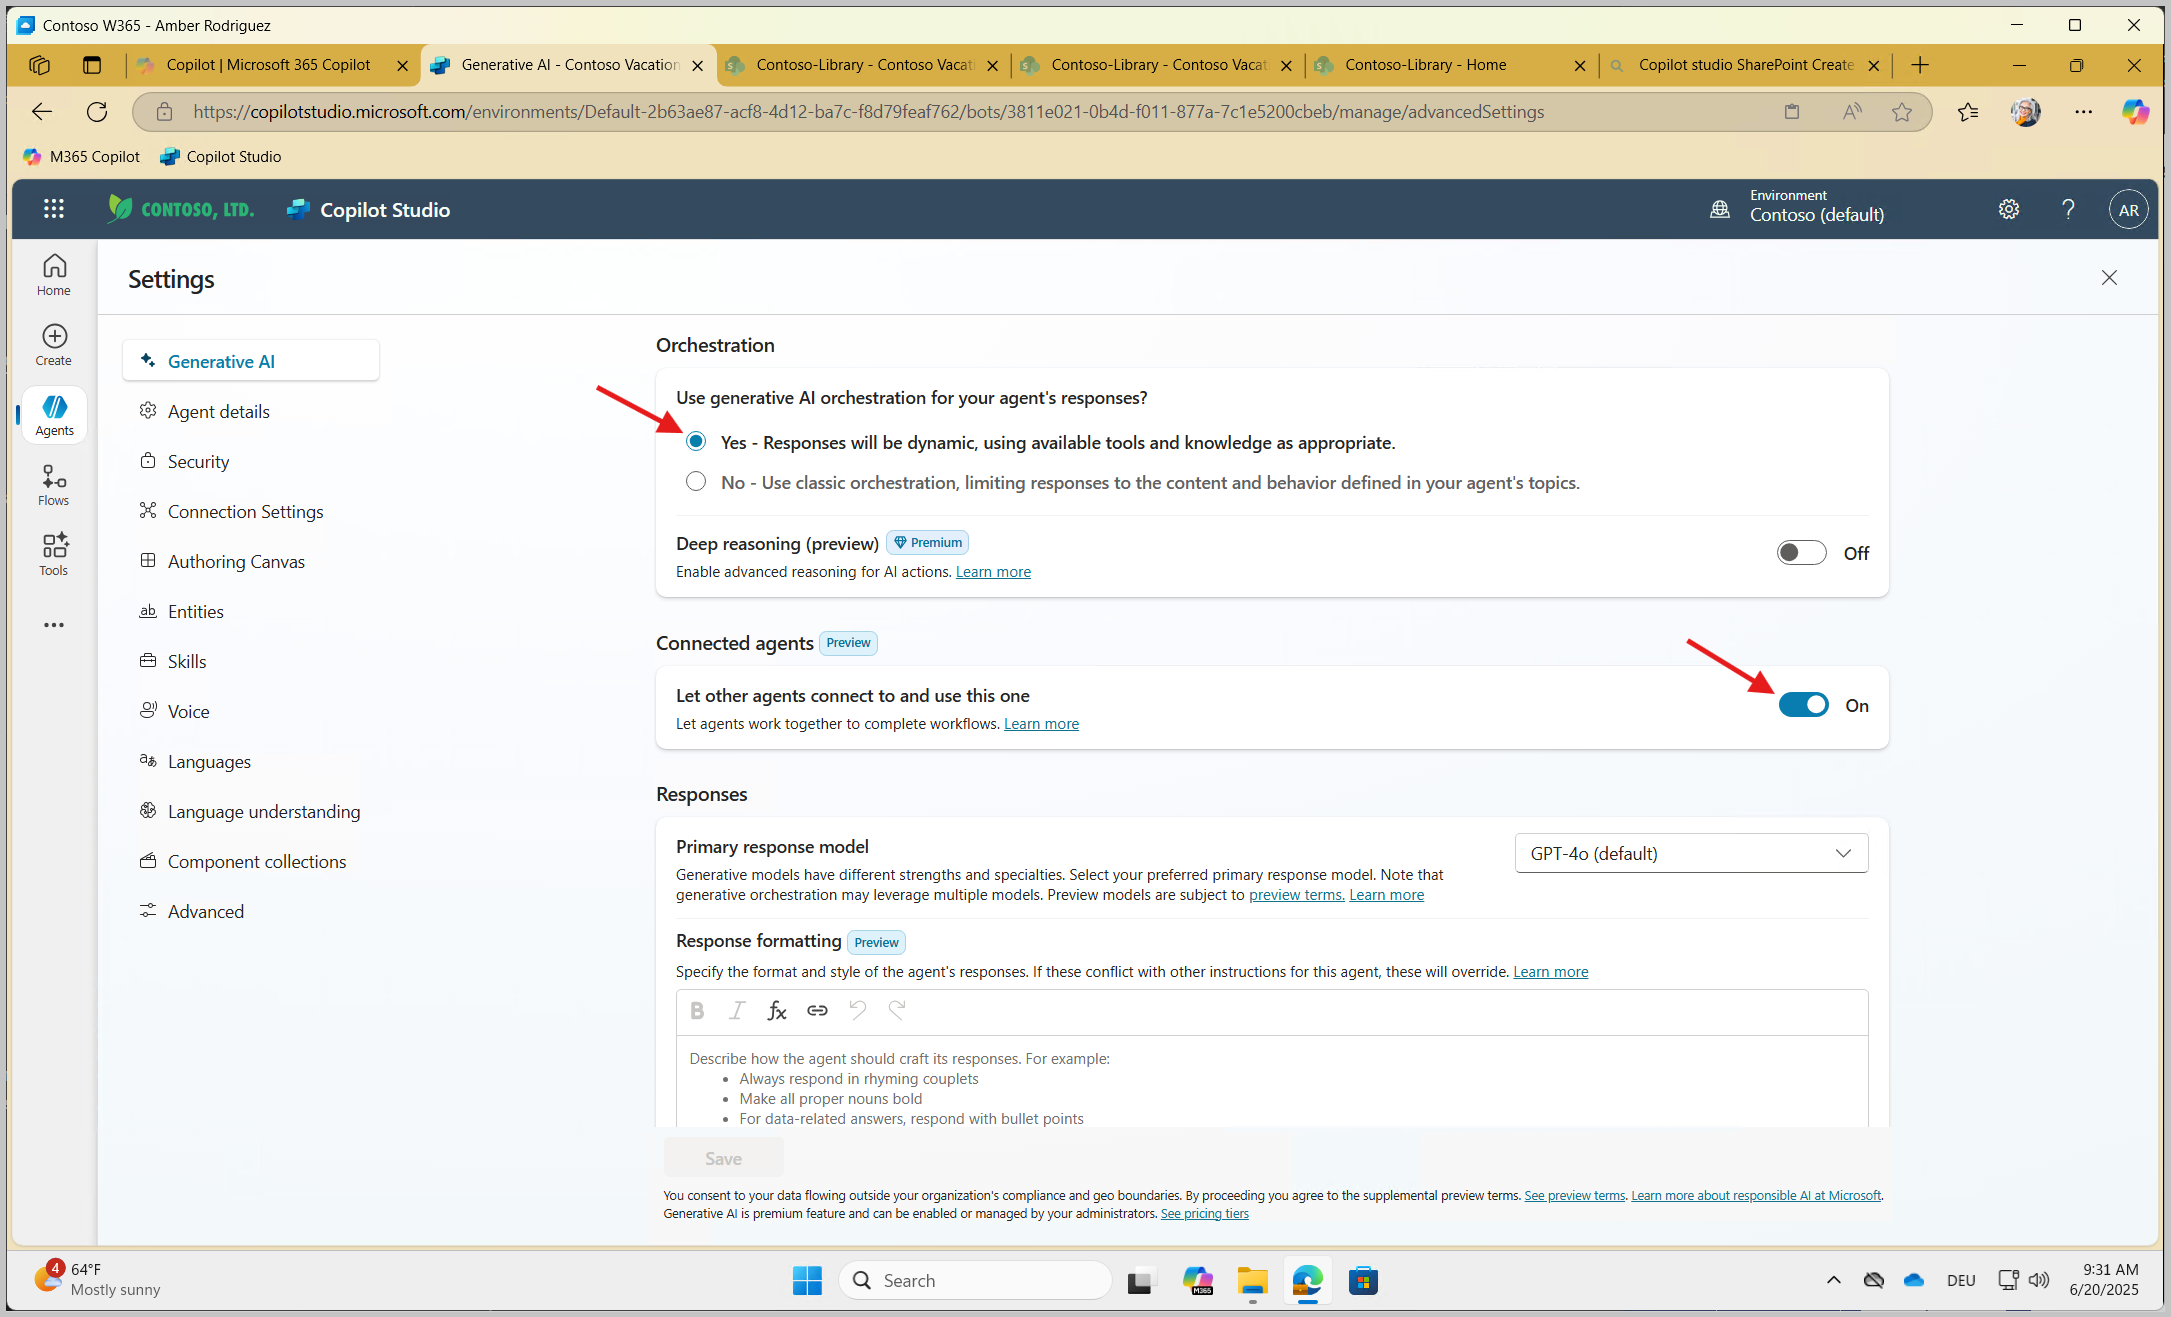 Contoso W365 - Amber Rodriguez
Copilot | Microsoft 365 Copilot
Generative AI - Contoso Vacation
Contoso-Library - Contoso Vacat
Contoso-Library - Contoso Vacat
Contoso-Library - Home
Copilot studio SharePoint Create
https://copilotstudio.microsoft.com/environments/Default-2b63ae87-acf8-4d12-ba7c-f8d79feaf762/bots/3811e021-0b4d-f011-877a-7c1e5200cbeb/manage/advancedSettings
M365 Copilot
Copilot Studio
CONTOSO, LTD.
Copilot Studio
Environment
Contoso (default)
AR
Home
Create
Agents
Flows
Tools
Settings
Generative AI
Agent details
Security
Connection Settings
Authoring Canvas
Entities
Skills
Voice
Languages
Language understanding
Component collections
Advanced
Orchestration
Use generative AI orchestration for your agent's responses?
Yes - Responses will be dynamic, using available tools and knowledge as appropriate.
No - Use classic orchestration, limiting responses to the content and behavior defined in your agent's topics.
Deep reasoning (preview) Premium
Enable advanced reasoning for AI actions. Learn more
Off
Connected agents Preview
Let other agents connect to and use this one
Let agents work together to complete workflows. Learn more
On
Responses
Primary response model
Generative models have different strengths and specialties. Select your preferred primary response model. Note that
generative orchestration may leverage multiple models. Preview models are subject to preview terms. Learn more
GPT-4o (default)
Response formatting Preview
Specify the format and style of the agent's responses. If these conflict with other instructions for this agent, these will override. Learn more
B I fx
Describe how the agent should craft its responses. For example:
• Always respond in rhyming couplets
• Make all proper nouns bold
• For data-related answers, respond with bullet points
Save
You consent to your data flowing outside your organization's compliance and geo boundaries. By proceeding you agree to the supplemental preview terms. See preview terms. Learn more about responsible AI at Microsoft.
Generative AI is premium feature and can be enabled or managed by your administrators. See pricing tiers
4
64°F
Mostly sunny
Search
M365
DEU
9:31 AM
6/20/2025